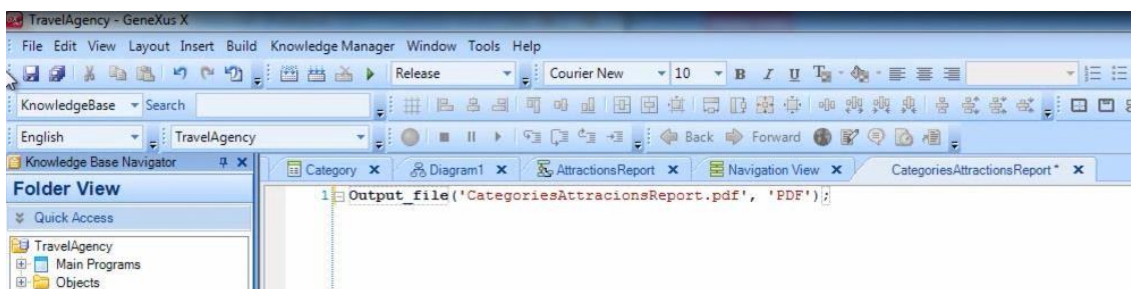 TravelAgency - GeneXus X
File Edit View Layout Insert Build Knowledge Manager Window Tools Help
Release Courier New 10 B I U
KnowledgeBase Search
English TravelAgency Back Forward
Knowledge Base Navigator Category Diagram1 AttractionsReport Navigation View CategoriesAttractionsReport *
Folder View
1 Output_file('CategoriesAttracionsReport.pdf', 'PDF');
Quick Access
TravelAgency
Main Programs
Objects